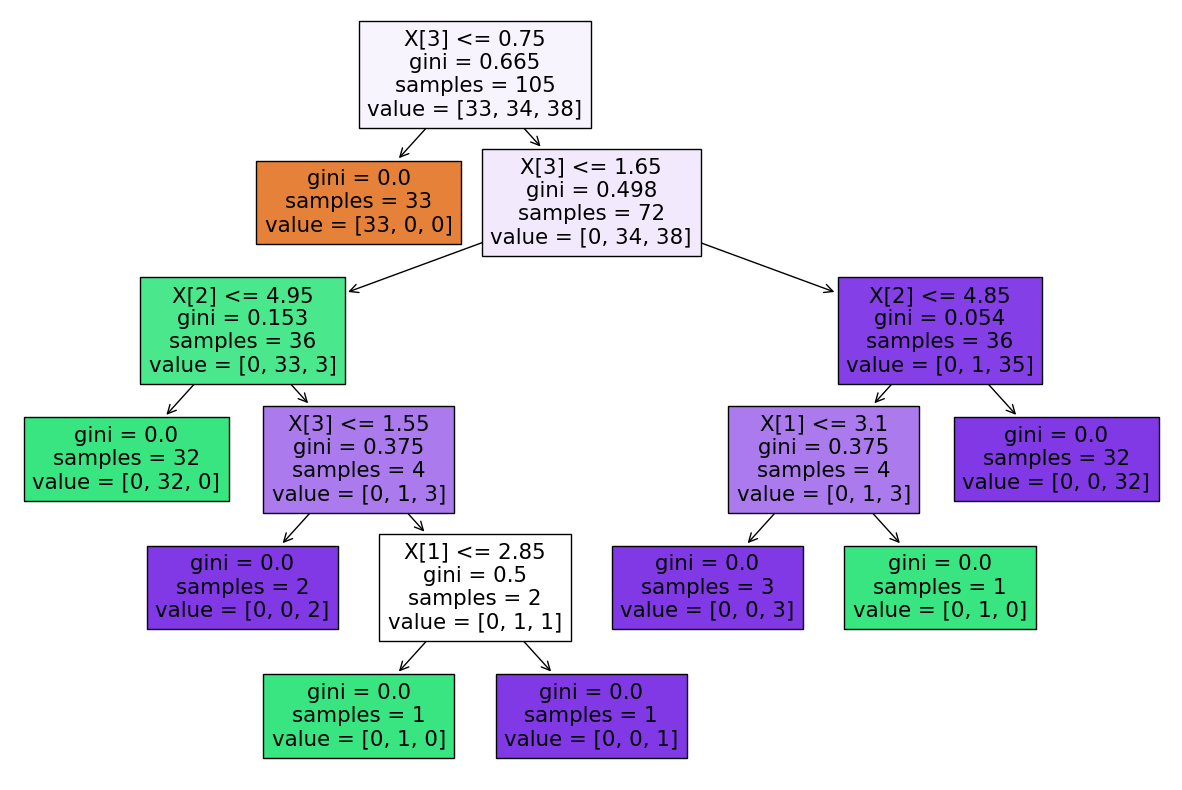 X[3] <= 0.75
gini = 0.665
samples = 105
value = [33, 34, 38]
gini = 0.0
samples = 33
value = [33, 0, 0]
X[3] <= 1.65
gini = 0.498
samples = 72
value = [0, 34, 38]
X[2] <= 4.95
gini = 0.153
samples = 36
value = [0, 33, 3]
X[2] <= 4.85
gini = 0.054
samples = 36
value = [0, 1, 35]
gini = 0.0
samples = 32
value = [0, 32, 0]
X[3] <= 1.55
gini = 0.375
samples = 4
value = [0, 1, 3]
X[1] <= 3.1
gini = 0.375
samples = 4
value = [0, 1, 3]
gini = 0.0
samples = 32
value = [0, 0, 32]
gini = 0.0
samples = 2
value = [0, 0, 2]
X[1] <= 2.85
gini = 0.5
samples = 2
value = [0, 1, 1]
gini = 0.0
samples = 3
value = [0, 0, 3]
gini = 0.0
samples = 1
value = [0, 1, 0]
gini = 0.0
samples = 1
value = [0, 1, 0]
gini = 0.0
samples = 1
value = [0, 0, 1]